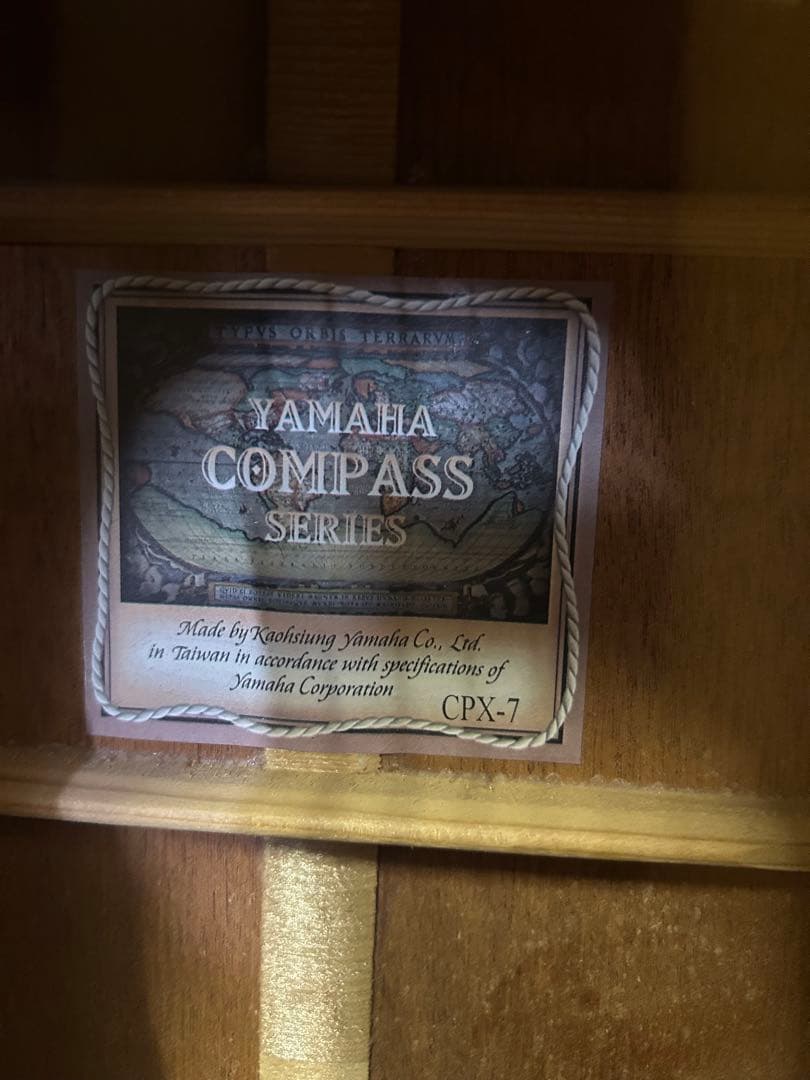 TYPVS ORBIS TERRARVM
YAMAHA
COMPASS
SERIES
Made by Kaohsiung Yamaha Co., Ltd.
in Taiwan in accordance with specifications of
Yamaha Corporation
CPX-7